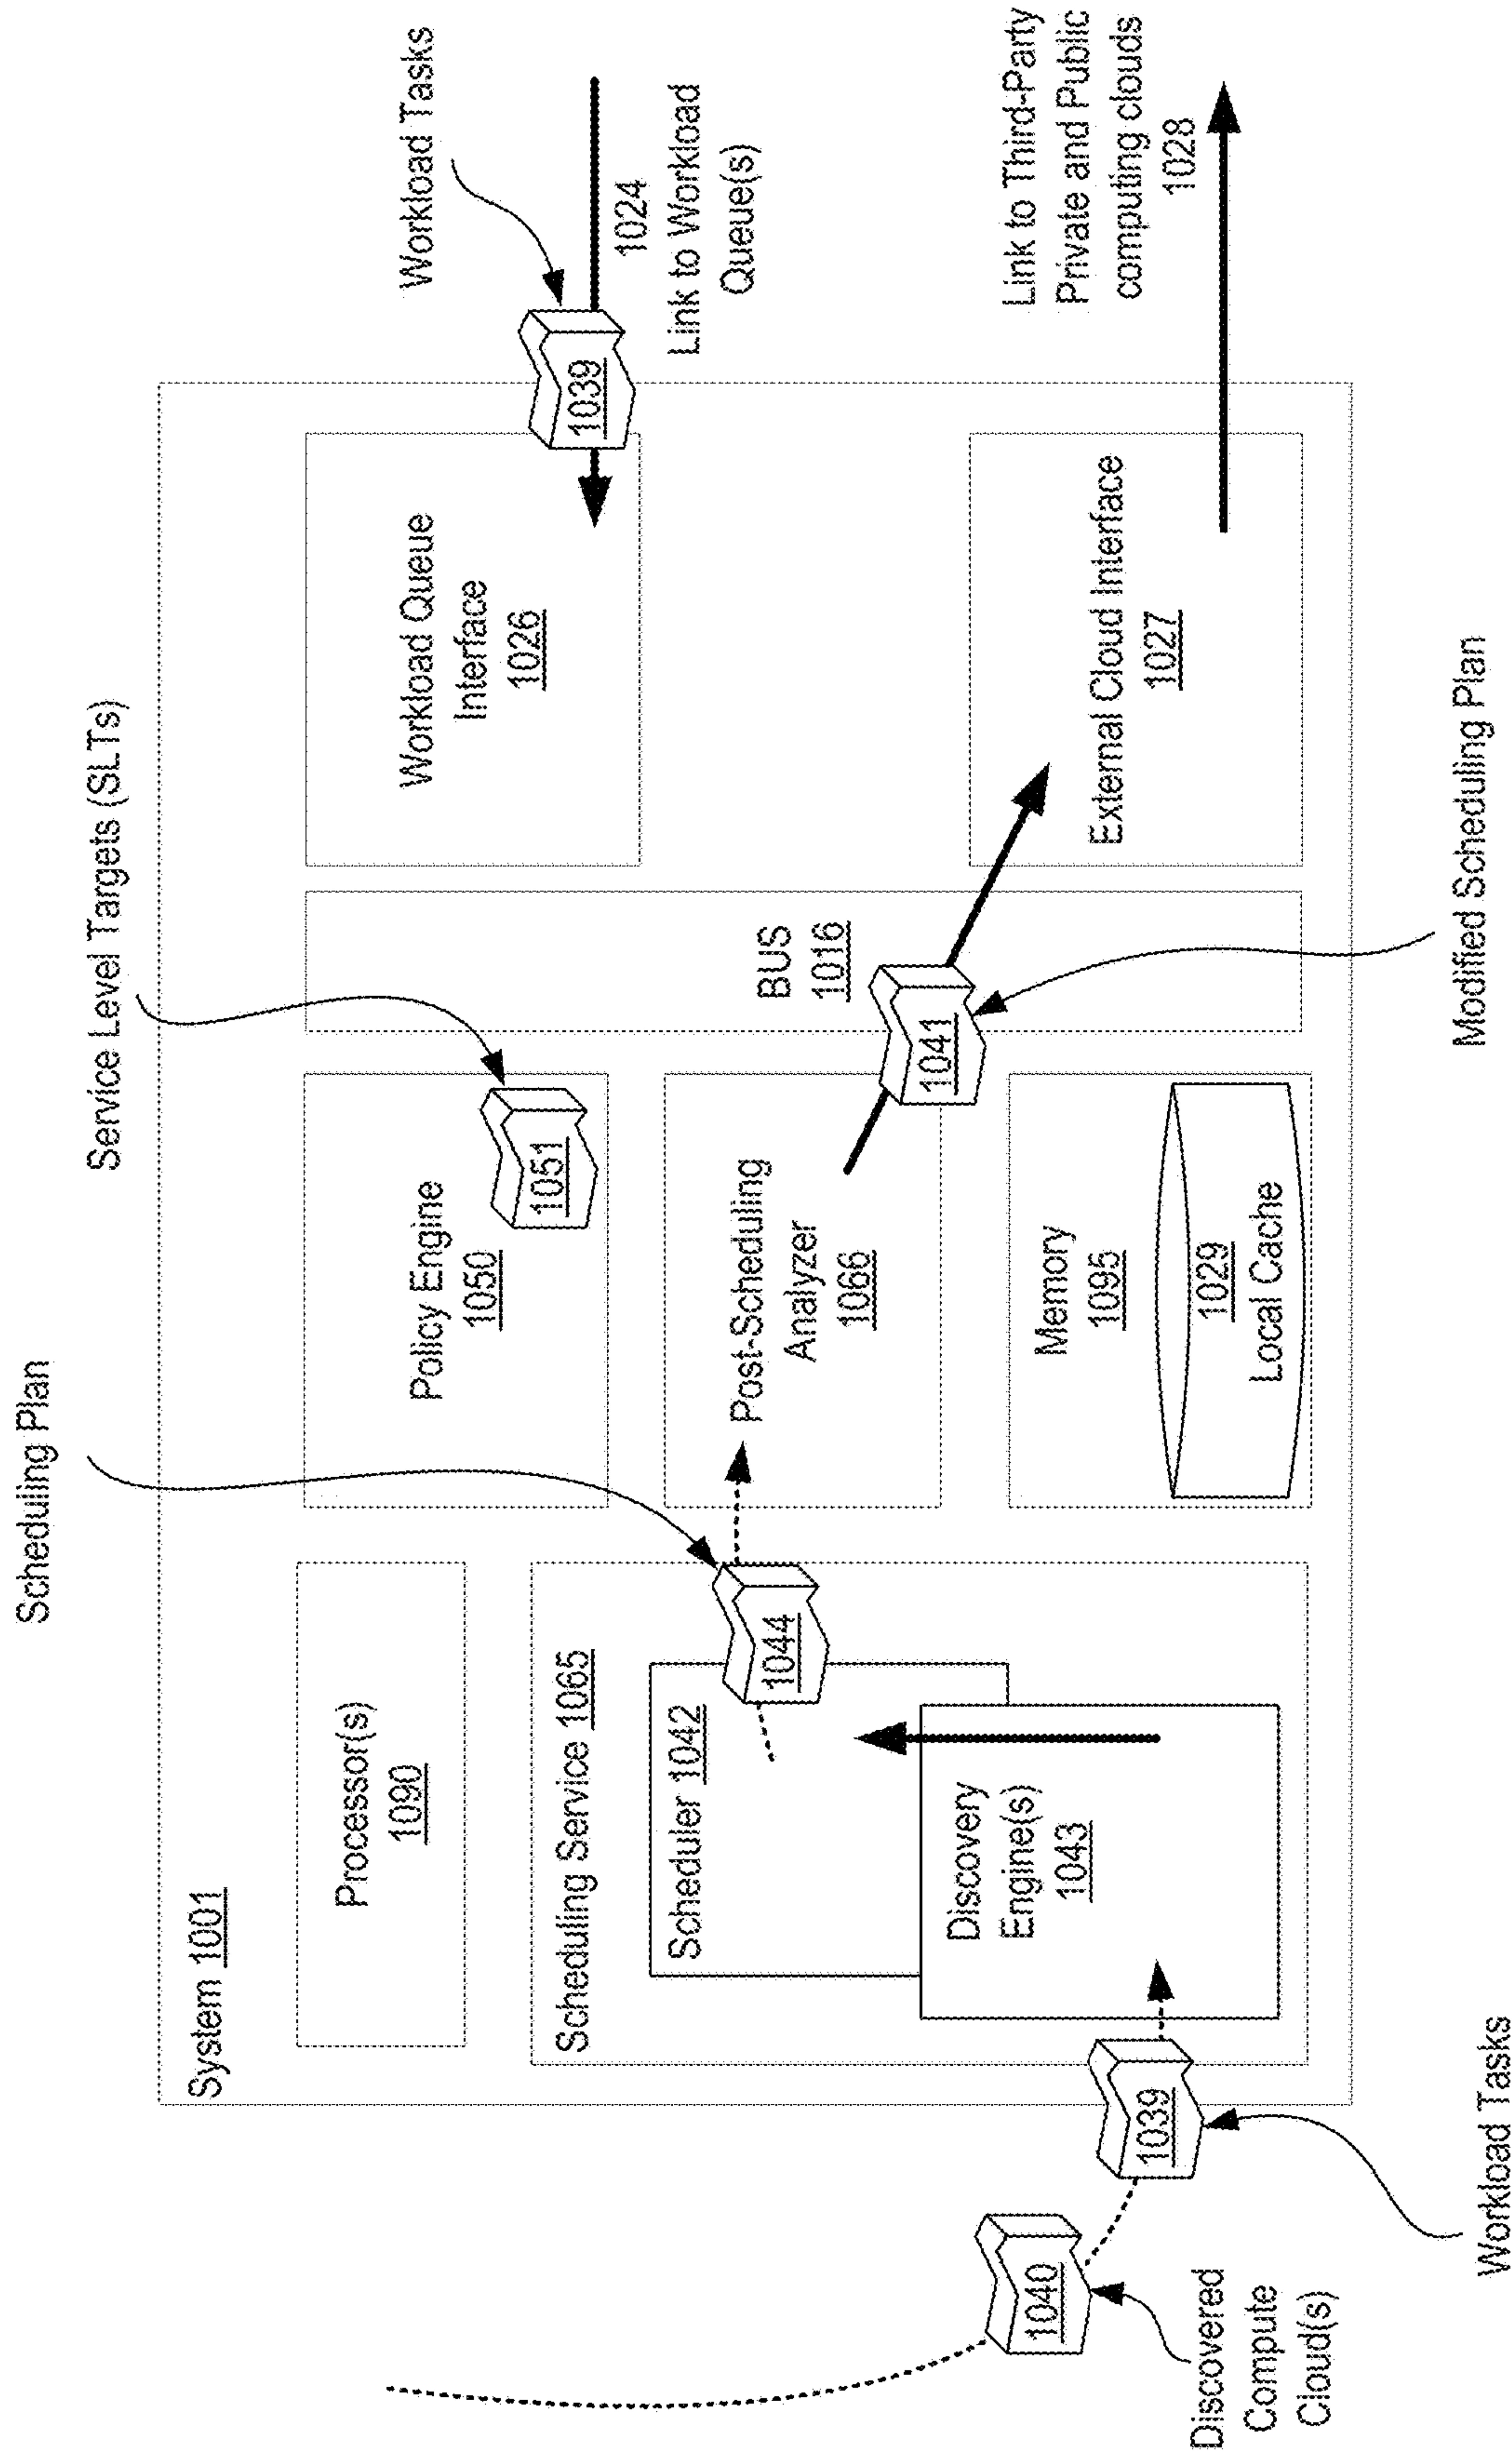 Scheduling Plan
Service Level Targets (SLTs)
Workload Tasks
System 1001
Processor(s)
1090
Policy Engine
1050
1051
Workload Queue
Interface
1026
1039
1024
Link to Workload
Queue(s)
Scheduling Service 1065
Scheduler 1042
1044
Discovery
Engine(s)
1043
Post-Scheduling
Analyzer
1066
BUS
1016
1041
Memory
1095
1029
Local Cache
External Cloud Interface
1027
Link to Third-Party
Private and Public
computing clouds
1028
1040
1039
Discovered
Compute
Cloud(s)
Workload Tasks
Modified Scheduling Plan